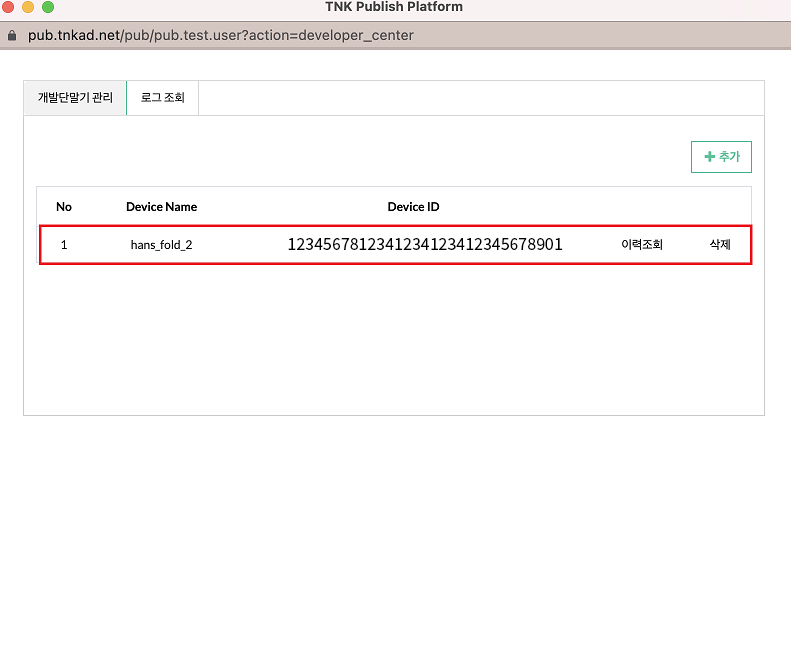 TNK Publish Platform
pub.tnkad.net/pub/pub.test.user?action=developer_center
개발단말기 관리 로그 조회
추가
No Device Name Device ID
1 hans_fold_2 12345678123412341234123412345678901 이력조회 삭제